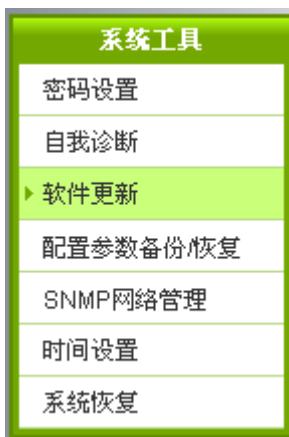 系统工具
密码设置
自我诊断
软件更新
配置参数备份/恢复
SNMP网络管理
时间设置
系统恢复